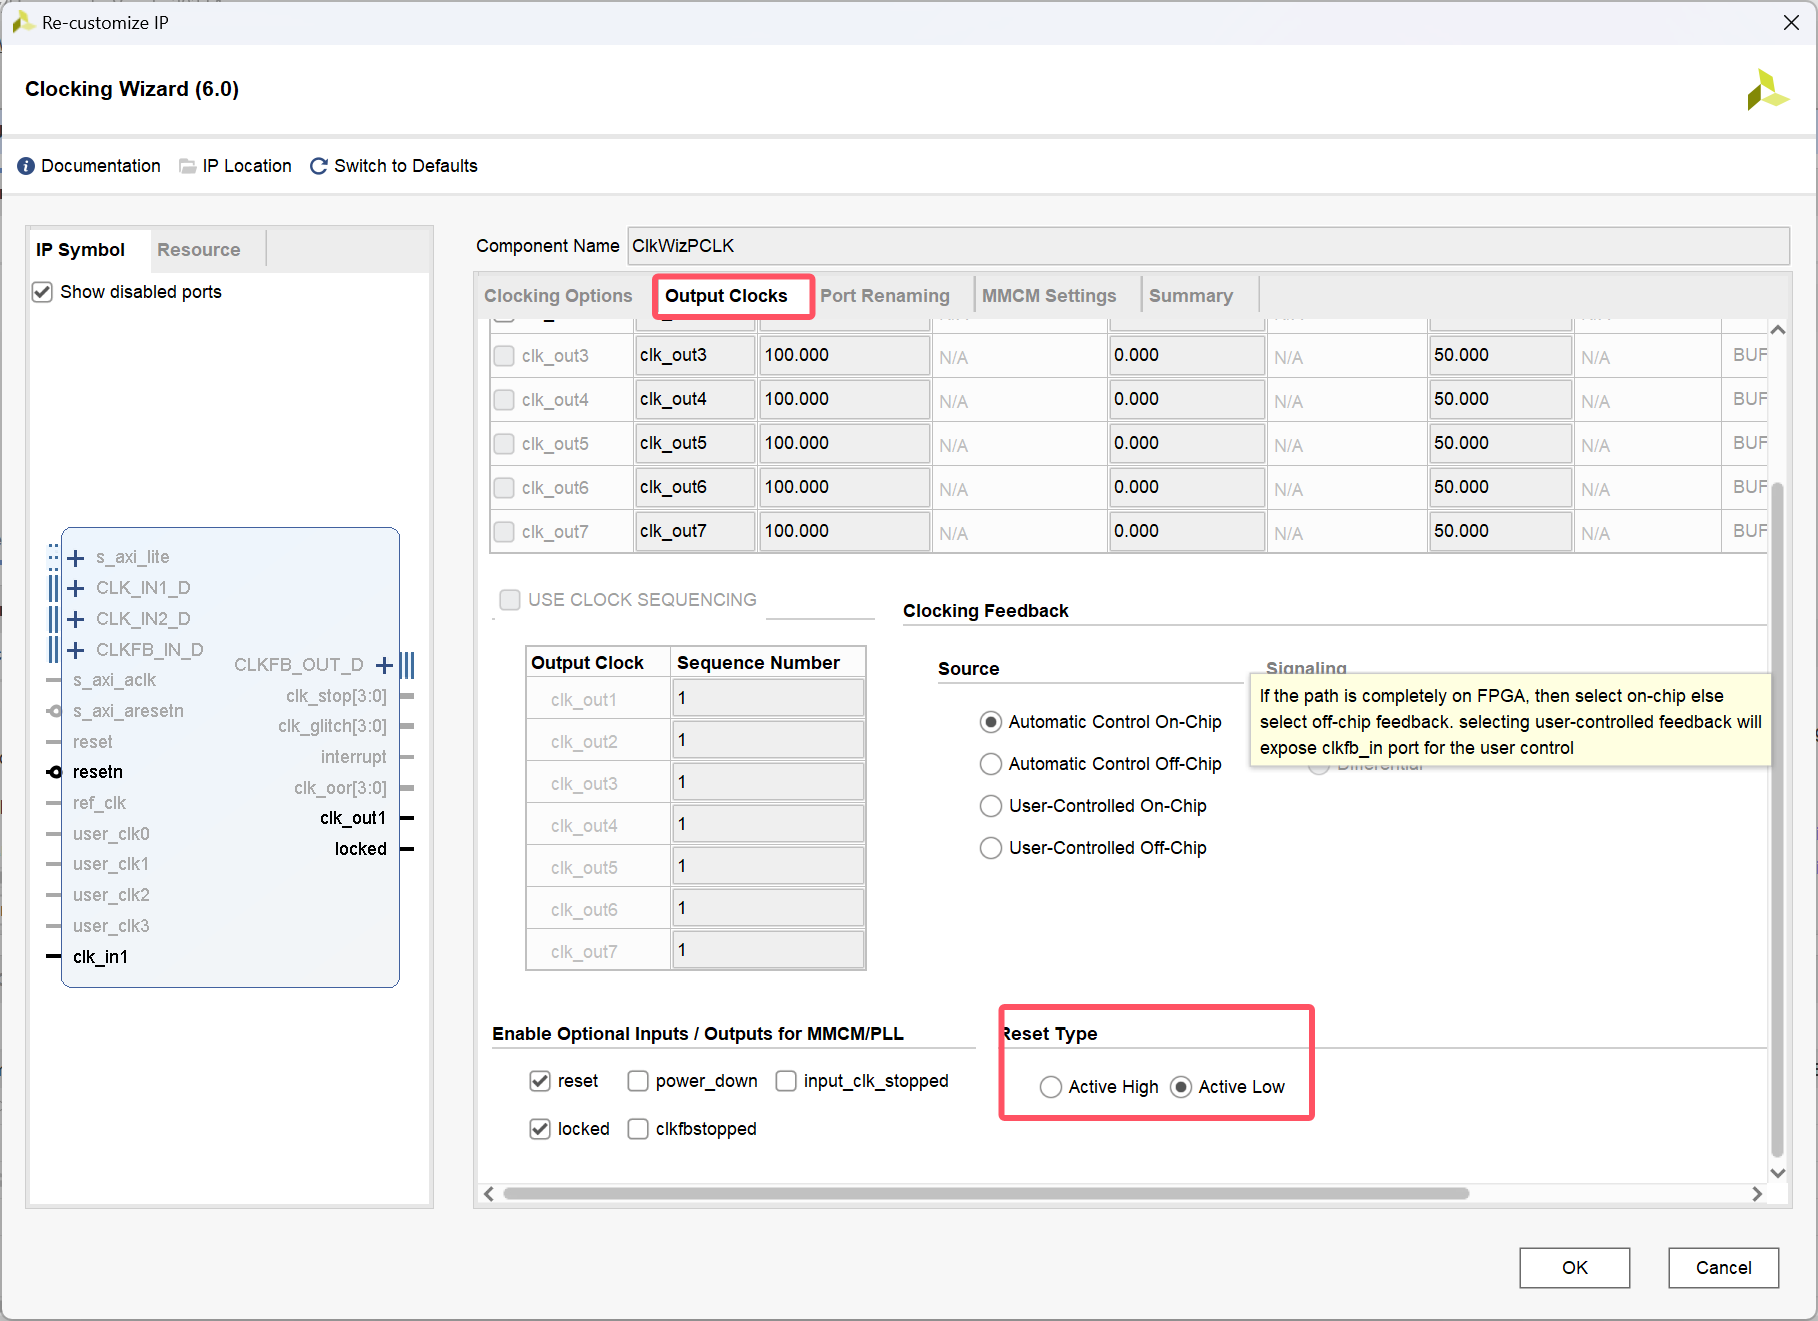 Re-customize IP
Clocking Wizard (6.0)
Documentation IP Location Switch to Defaults
IP Symbol Resource
Show disabled ports
s_axi_lite
CLK_IN1_D
CLK_IN2_D
CLKFB_IN_D
s_axi_aclk
s_axi_aresetn
reset
resetn
ref_clk
user_clk0
user_clk1
user_clk2
user_clk3
clk_in1
CLKFB_OUT_D
clk_stop[3:0]
clk_glitch[3:0]
interrupt
clk_oor[3:0]
clk_out1
locked
Component Name ClkWizPCLK
Clocking Options Output Clocks Port Renaming MMCM Settings Summary
clk_out3 clk_out3 100.000 N/A 0.000 N/A 50.000 N/A BUF
clk_out4 clk_out4 100.000 N/A 0.000 N/A 50.000 N/A BUF
clk_out5 clk_out5 100.000 N/A 0.000 N/A 50.000 N/A BUF
clk_out6 clk_out6 100.000 N/A 0.000 N/A 50.000 N/A BUF
clk_out7 clk_out7 100.000 N/A 0.000 N/A 50.000 N/A BUF
USE CLOCK SEQUENCING
Output Clock Sequence Number
clk_out1 1
clk_out2 1
clk_out3 1
clk_out4 1
clk_out5 1
clk_out6 1
clk_out7 1
Clocking Feedback
Source Signaling
Automatic Control On-Chip
Automatic Control Off-Chip
User-Controlled On-Chip
User-Controlled Off-Chip
If the path is completely on FPGA, then select on-chip else
select off-chip feedback. selecting user-controlled feedback will
expose clkfb_in port for the user control
Differential
Enable Optional Inputs / Outputs for MMCM/PLL
reset power_down input_clk_stopped
locked clkfbstopped
Reset Type
Active High Active Low
OK Cancel